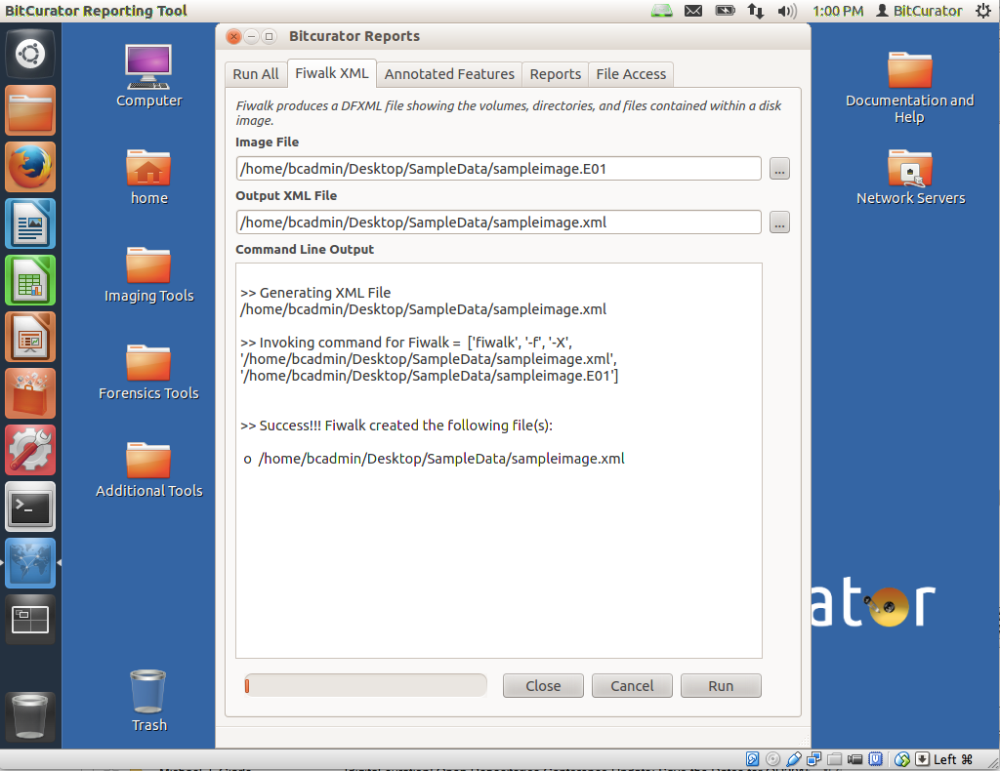 BitCurator Reporting Tool
1:00 PM BitCurator
Bitcurator Reports
Run All Fiwalk XML Annotated Features Reports File Access
Fiwalk produces a DFXML file showing the volumes, directories, and files contained within a disk
image.
Image File
/home/bcadmin/Desktop/SampleData/sampleimage.E01
...
Output XML File
/home/bcadmin/Desktop/SampleData/sampleimage.xml
...
Command Line Output
>> Generating XML File
/home/bcadmin/Desktop/SampleData/sampleimage.xml
>> Invoking command for Fiwalk = ['fiwalk', '-f', '-X',
'/home/bcadmin/Desktop/SampleData/sampleimage.xml',
'/home/bcadmin/Desktop/SampleData/sampleimage.E01']
>> Success!!! Fiwalk created the following file(s):
o /home/bcadmin/Desktop/SampleData/sampleimage.xml
Close Cancel Run
Computer
home
Imaging Tools
Forensics Tools
Additional Tools
Trash
Documentation and
Help
Network Servers
ator
Left ⌘